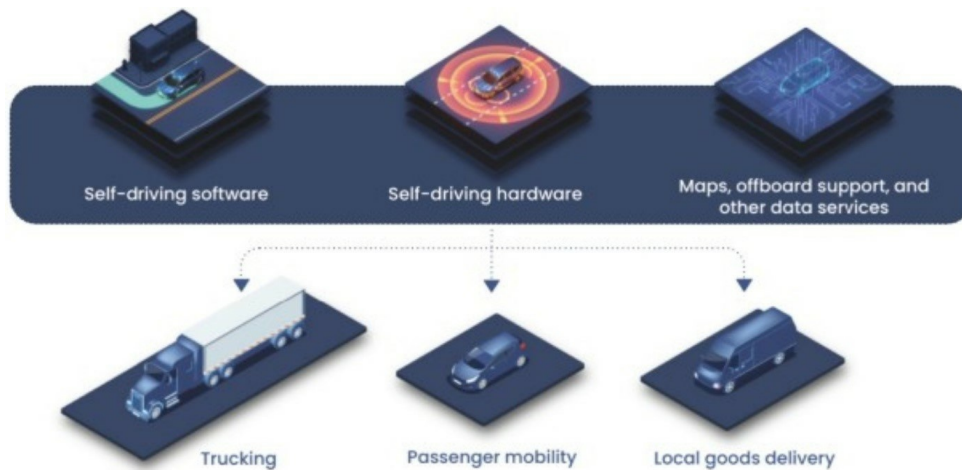 Self-driving software
Self-driving hardware
Maps, offboard support, and
other data services
Trucking
Passenger mobility
Local goods delivery